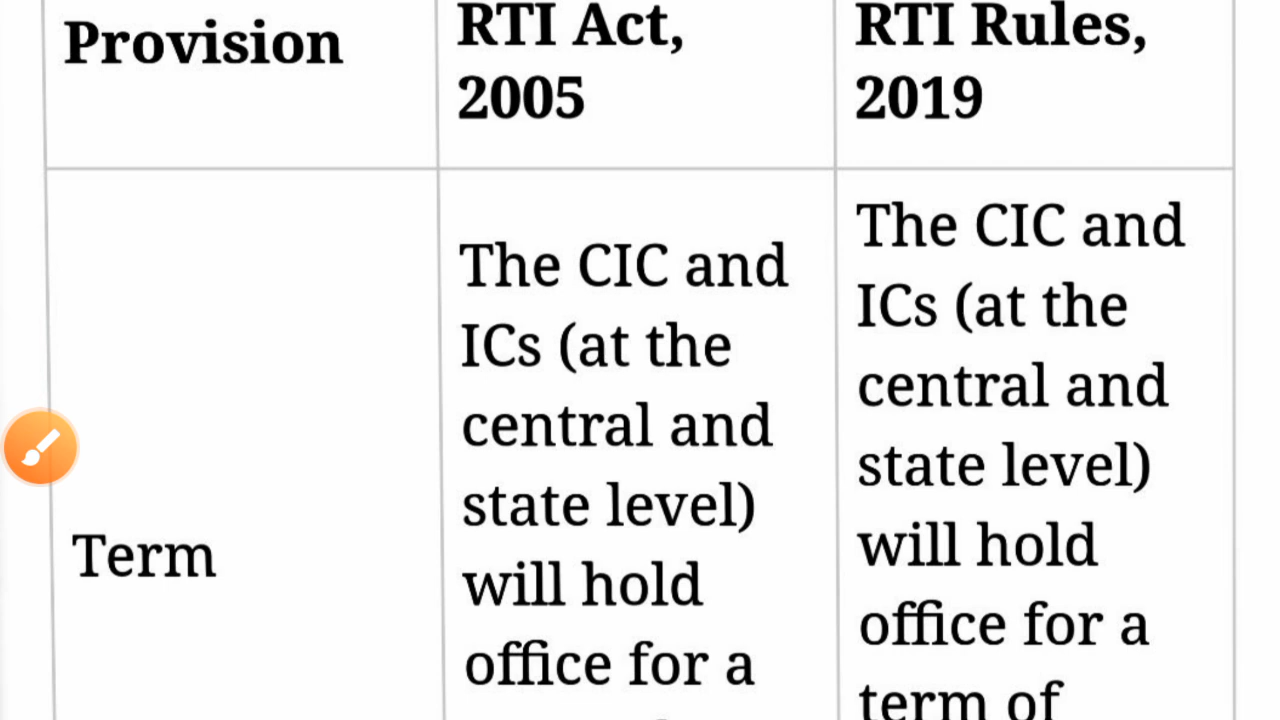 Provision
RTI Act,
2005
RTI Rules,
2019
Term
The CIC and
ICs (at the
central and
state level)
will hold
office for a
The CIC and
ICs (at the
central and
state level)
will hold
office for a
term of